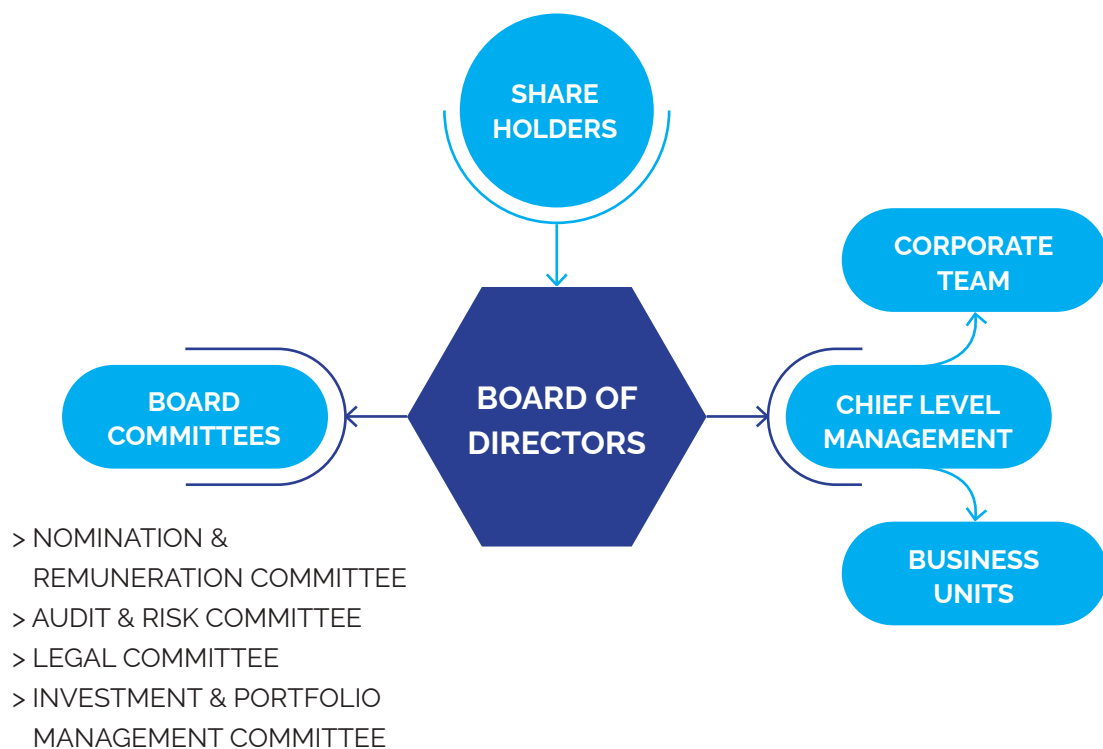 SHARE
HOLDERS
CORPORATE
TEAM
BOARD
COMMITTEES
BOARD OF
DIRECTORS
CHIEF LEVEL
MANAGEMENT
BUSINESS
UNITS
> NOMINATION &
REMUNERATION COMMITTEE
> AUDIT & RISK COMMITTEE
> LEGAL COMMITTEE
> INVESTMENT & PORTFOLIO
MANAGEMENT COMMITTEE